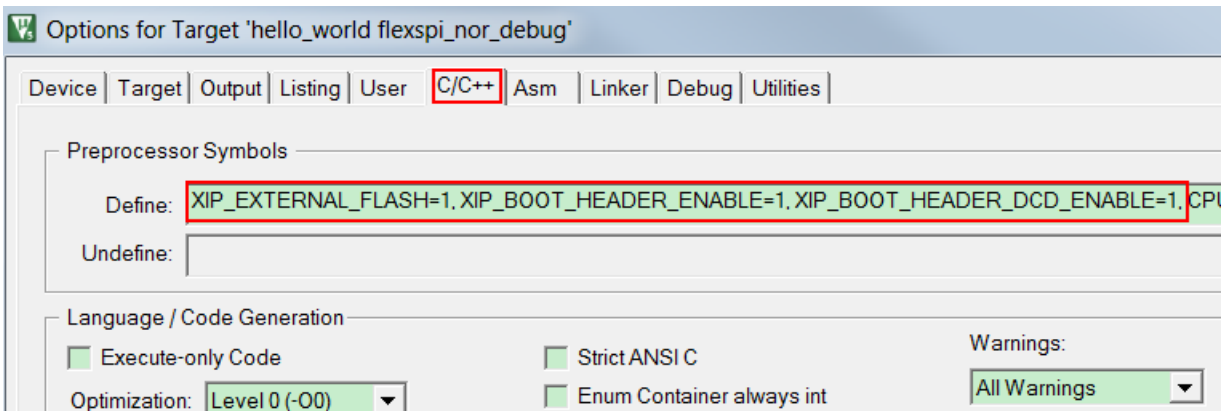 Options for Target 'hello_world flexspi_nor_debug'
Device Target Output Listing User C/C++ Asm Linker Debug Utilities
Preprocessor Symbols
Define: XIP_EXTERNAL_FLASH=1, XIP_BOOT_HEADER_ENABLE=1, XIP_BOOT_HEADER_DCD_ENABLE=1, CPU
Undefine:
Language / Code Generation
Execute-only Code Strict ANSI C Warnings:
Optimization: Level 0 (-O0) Enum Container always int All Warnings